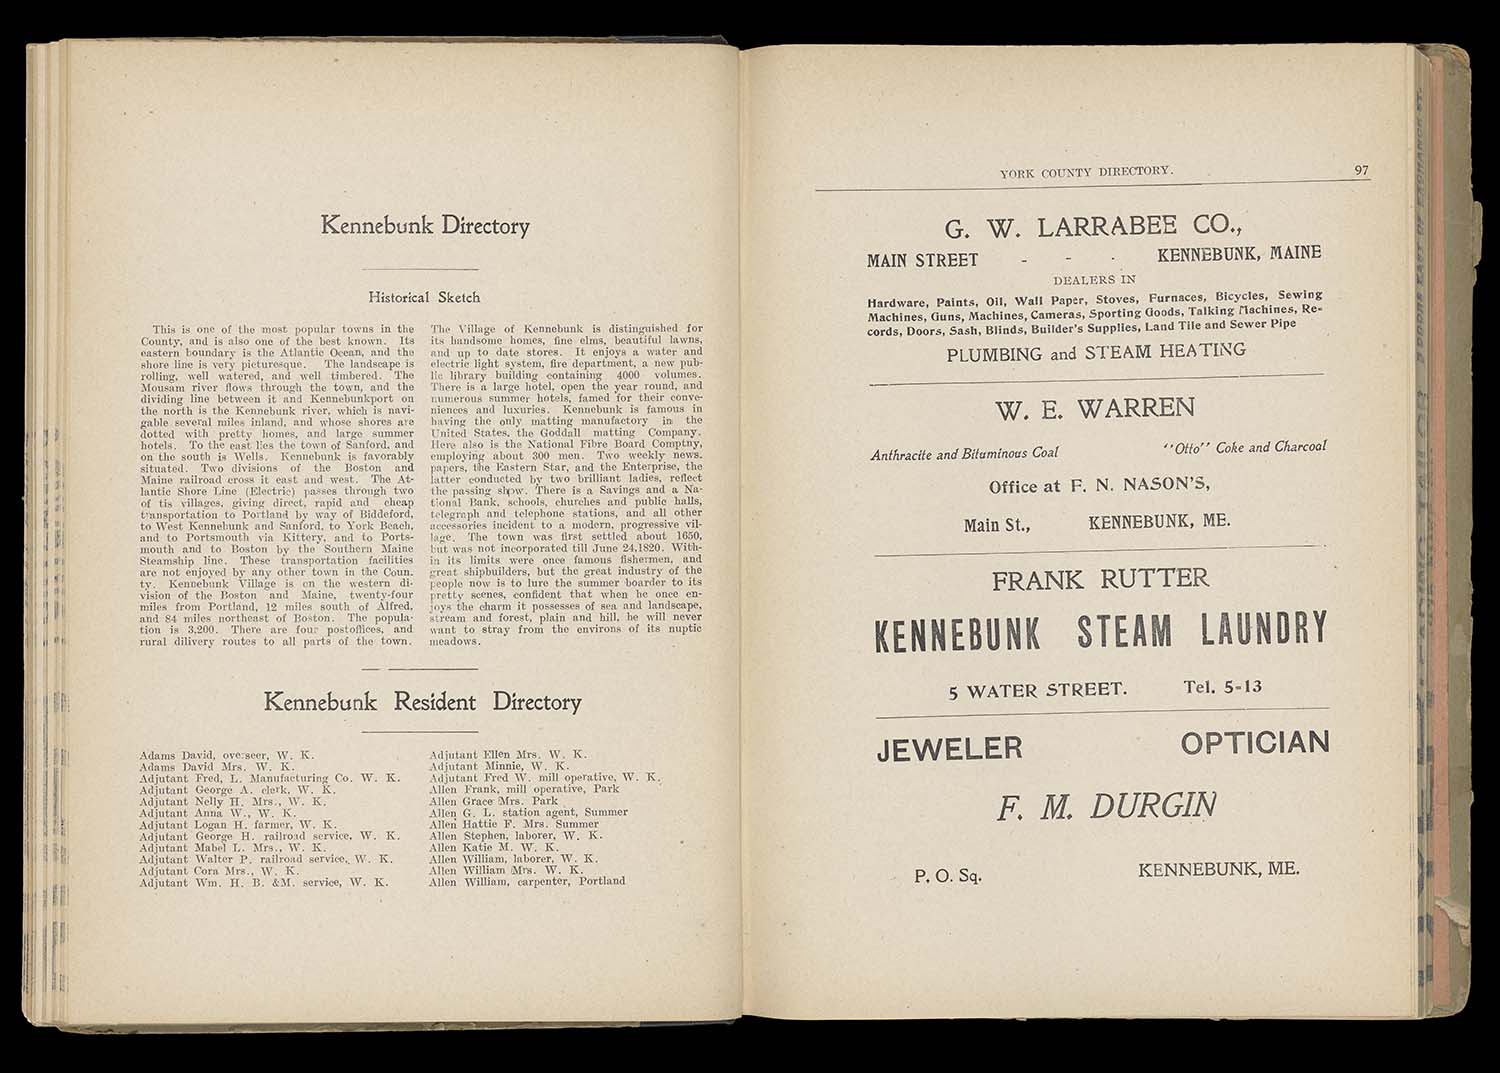 Kennebunk Directory
Historical Sketch
This is one of the most popular towns in the
County, and is also one of the best known. Its
eastern boundary is the Atlantic Ocean, and the
shore line is very picturesque. The landscape is
rolling, well watered, and well timbered. The
Mousam river flows through the town, and the
dividing line between it and Kennebunkport on
the north is the Kennebunk river, which is navi-
gable several miles inland, and whose shores are
dotted with pretty homes, and large summer
hotels. To the east lies the town of Sanford, and
on the south is Wells. Kennebunk is favorably
situated. Two divisions of the Boston and
Maine railroad cross it east and west. The At-
lantic Shore Line (Electric) passes through two
of tis villages, giving direct, rapid and cheap
transportation to Portland by way of Biddeford,
to West Kennebunk and Sanford, to York Beach,
and to Portsmouth via Kittery, and to Ports-
mouth and to Boston by the Southern Maine
Steamship line. These transportation facilities
are not enjoyed by any other town in the Coun.
ty. Kennebunk Village is on the western di-
vision of the Boston and Maine, twenty-four
miles from Portland, 12 miles south of Alfred,
and 84 miles northeast of Boston. The popula-
tion is 3,200. There are four postoffices, and
rural dilivery routes to all parts of the town.
The Village of Kennebunk is distinguished for
its handsome homes, fine elms, beautiful lawns,
and up to date stores. It enjoys a water and
electric light system, fire department, a new pub-
lic library building containing 4000 volumes.
There is a large hotel, open the year round, and
numerous summer hotels, famed for their conve-
niences and luxuries. Kennebunk is famous in
having the only matting manufactory in the
United States, the Goddall matting Company.
Here also is the National Fibre Board Comptny,
employing about 300 men. Two weekly news.
papers, the Eastern Star, and the Enterprise, the
latter conducted by two brilliant ladies, reflect
the passing show. There is a Savings and a Na-
tional Bank, schools, churches and public halls,
telegraph and telephone stations, and all other
accessories incident to a modern, progressive vil-
lage. The town was first settled about 1650,
but was not incorporated till June 24,1820. With-
in its limits were once famous fishermen, and
great shipbuilders, but the great industry of the
people now is to lure the summer boarder to its
pretty scenes, confident that when he once en-
joys the charm it possesses of sea and landscape,
stream and forest, plain and hill, he will never
want to stray from the environs of its nuptic
meadows.
Kennebunk Resident Directory
Adams David, overseer, W. K.
Adams David Mrs. W. K.
Adjutant Fred, L. Manufacturing Co. W. K.
Adjutant George A. clerk, W. K.
Adjutant Nelly H. Mrs., W. K.
Adjutant Anna W., W. K.
Adjutant Logan H. farmer, W. K.
Adjutant George H. railroad service, W. K.
Adjutant Mabel L. Mrs., W. K.
Adjutant Walter P. railroad service, W. K.
Adjutant Cora Mrs., W. K.
Adjutant Wm. H. B. &M. service, W. K.
Adjutant Ellen Mrs. W. K.
Adjutant Minnie, W. K.
Adjutant Fred W. mill operative, W. K.
Allen Frank, mill operative, Park
Allen Grace Mrs. Park
Allen G. L. station agent, Summer
Allen Hattie F. Mrs. Summer
Allen Stephen, laborer, W. K.
Allen Katie M. W. K.
Allen William, laborer, W. K.
Allen William Mrs. W. K.
Allen William, carpenter, Portland
YORK COUNTY DIRECTORY. 97
G. W. LARRABEE CO.,
MAIN STREET - - - KENNEBUNK, MAINE
DEALERS IN
Hardware, Paints, Oil, Wall Paper, Stoves, Furnaces, Bicycles, Sewing
Machines, Guns, Machines, Cameras, Sporting Goods, Talking Machines, Re-
cords, Doors, Sash, Blinds, Builder's Supplies, Land Tile and Sewer Pipe
PLUMBING and STEAM HEATING
W. E. WARREN
Anthracite and Bituminous Coal "Otto" Coke and Charcoal
Office at F. N. NASON'S,
Main St., KENNEBUNK, ME.
FRANK RUTTER
KENNEBUNK STEAM LAUNDRY
5 WATER STREET. Tel. 5-13
JEWELER OPTICIAN
F. M. DURGIN
P. O. Sq. KENNEBUNK, ME.